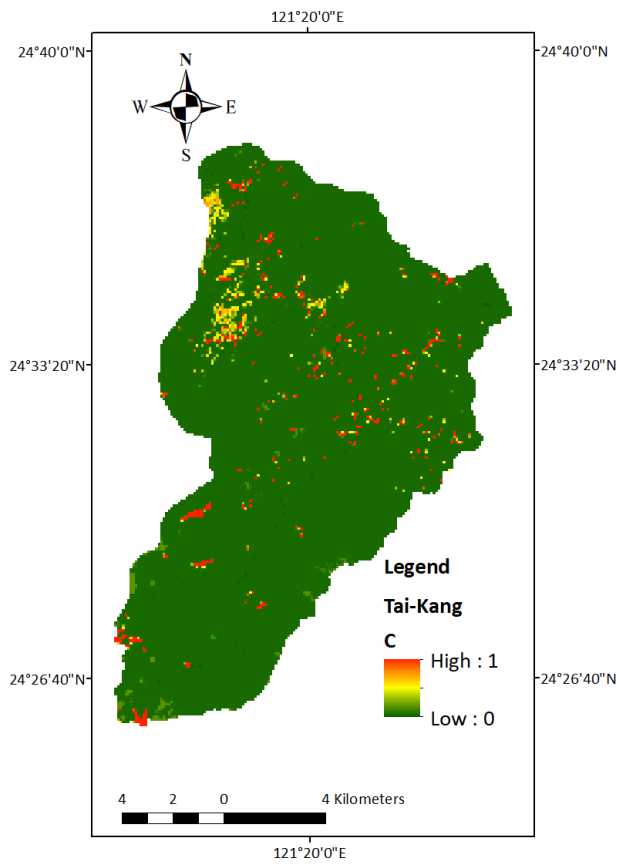 121°20'0"E
24°40'0"N
24°40'0"N
N
W E
S
24°33'20"N
24°33'20"N
Legend
Tai-Kang
C
High : 1
Low : 0
24°26'40"N
24°26'40"N
4 2 0 4 Kilometers
121°20'0"E